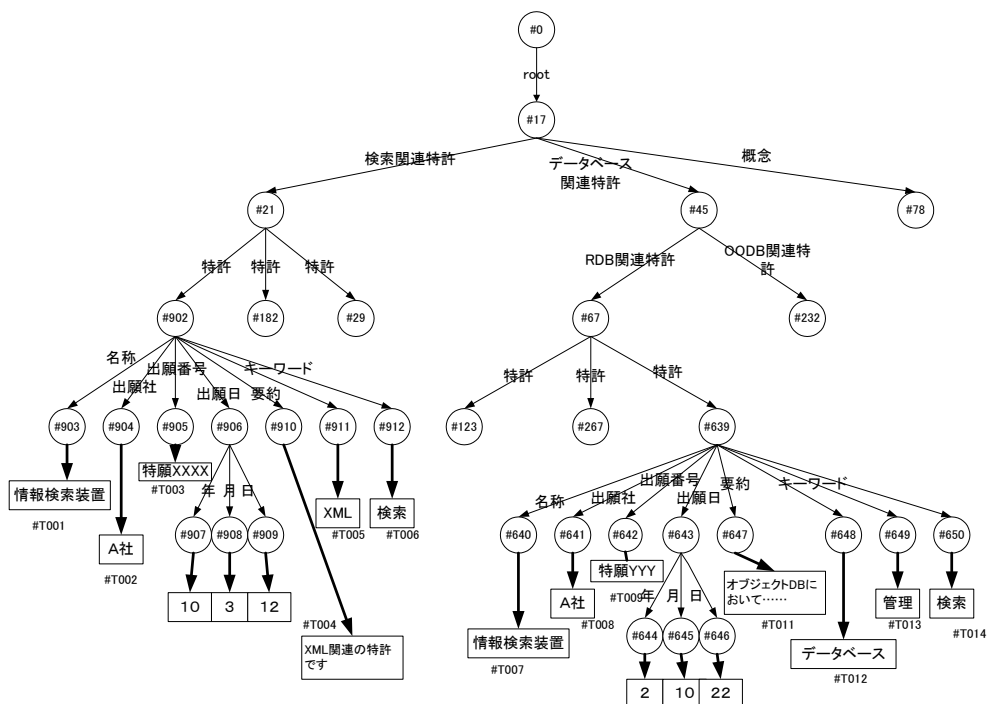 #0
root
#17
検索関連特許
データベース
関連特許
概念
#21
#45
#78
特許
特許
特許
RDB関連特許
OODB関連特
許
#902
#182
#29
#67
#232
名称
出願社
出願番号
出願日
要約
キーワード
特許
特許
特許
#903
#904
#905
#906
#910
#911
#912
#123
#267
#639
情報検索装置
#T001
A社
#T002
特願XXXX
#T003
年
月
日
XML
#T005
検索
#T006
#907
#908
#909
10
3
12
#T004
XML関連の特許
です
名称
出願社
出願番号
出願日
要約
キーワード
#640
#641
#642
#643
#647
#648
#649
#650
特願YYY
#T009
A社
#T008
年
月
日
オブジェクトDBに
おいて……
#T011
管理
#T013
検索
#T014
情報検索装置
#T007
#644
#645
#646
データベース
#T012
2
10
22